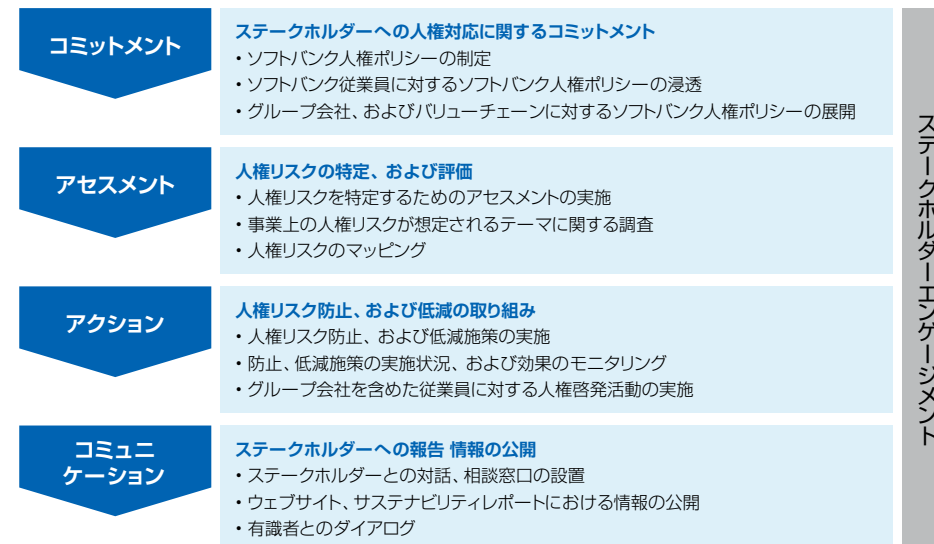 コミットメント
ステークホルダーへの人権対応に関するコミットメント
・ソフトバンク人権ポリシーの制定
・ソフトバンク従業員に対するソフトバンク人権ポリシーの浸透
・グループ会社、およびバリューチェーンに対するソフトバンク人権ポリシーの展開
アセスメント
人権リスクの特定、および評価
・人権リスクを特定するためのアセスメントの実施
・事業上の人権リスクが想定されるテーマに関する調査
・人権リスクのマッピング
アクション
人権リスク防止、および低減の取り組み
・人権リスク防止、および低減施策の実施
・防止、低減施策の実施状況、および効果のモニタリング
・グループ会社を含めた従業員に対する人権啓発活動の実施
コミュニ
ケーション
ステークホルダーへの報告 情報の公開
・ステークホルダーとの対話、相談窓口の設置
・ウェブサイト、サステナビリティレポートにおける情報の公開
・有識者とのダイアログ
ステークホルダーエンゲージメント